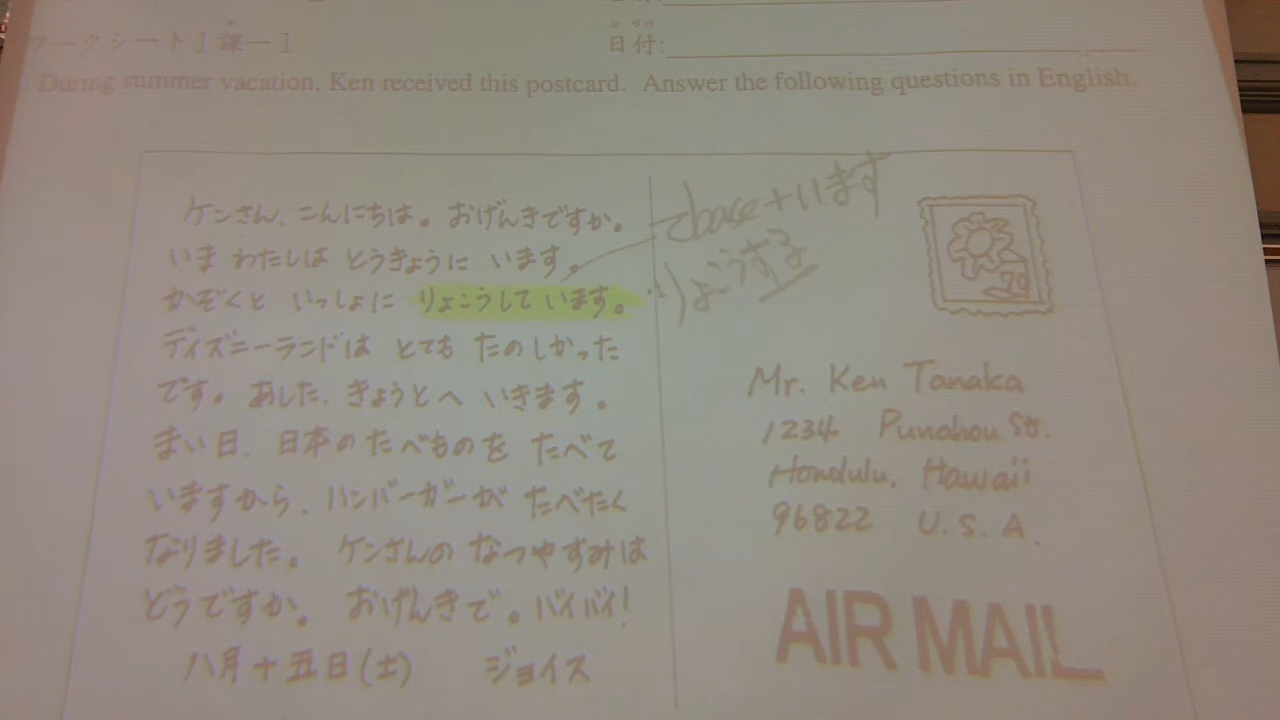 ワークシート1課ー1
か
ひ づけ
日付:
During summer vacation, Ken received this postcard. Answer the following questions in English.
ケンさん、こんにちは。おげんきですか。
いま わたしは とうきょうに います。
かぞくと いっしょに りょこうして います。
ディズニーランドは とても たのしかった
です。あした、きょうとへ いきます。
まい日、日本のたべものを たべて
いますから、ハンバーガーが たべたく
なりました。ケンさんの なつやすみは
どうですか。おげんきで。バイバイ!
八月十五日(土) ジョイス
て base + います
りょこうする
70
Mr. Ken Tanaka
1234 Punahou St.
Honolulu, Hawaii
96822 U.S.A.
AIR MAIL